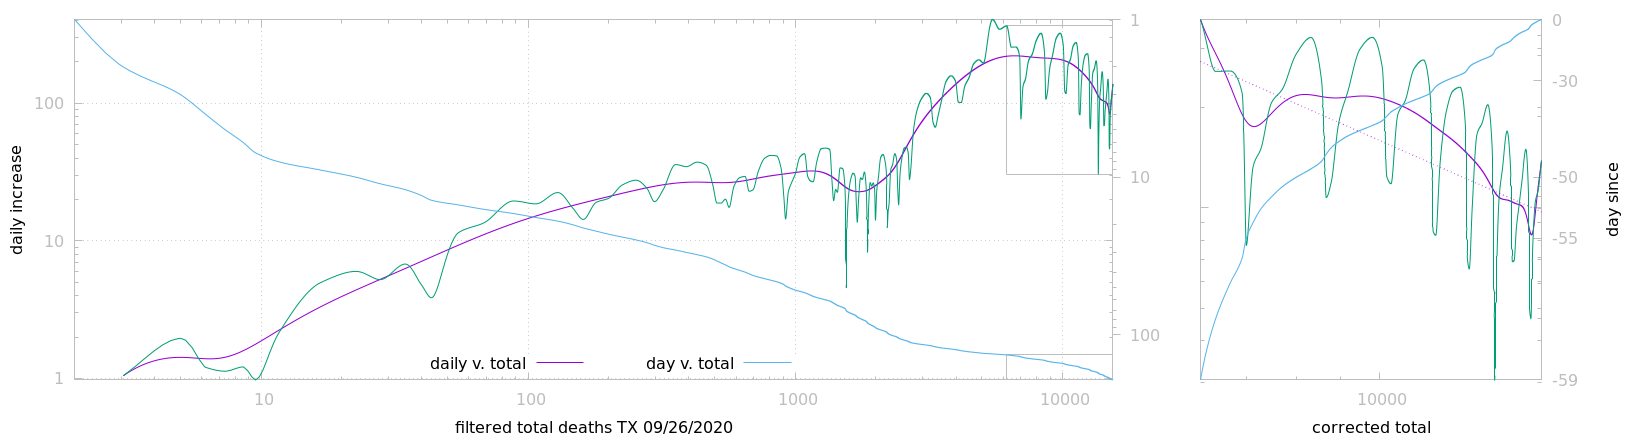 daily increase
100
10
1
10
100
1000
10000
filtered total deaths TX 09/26/2020
daily v. total
day v. total
1
10
100
10000
corrected total
0
-30
-50
-55
-59
day since